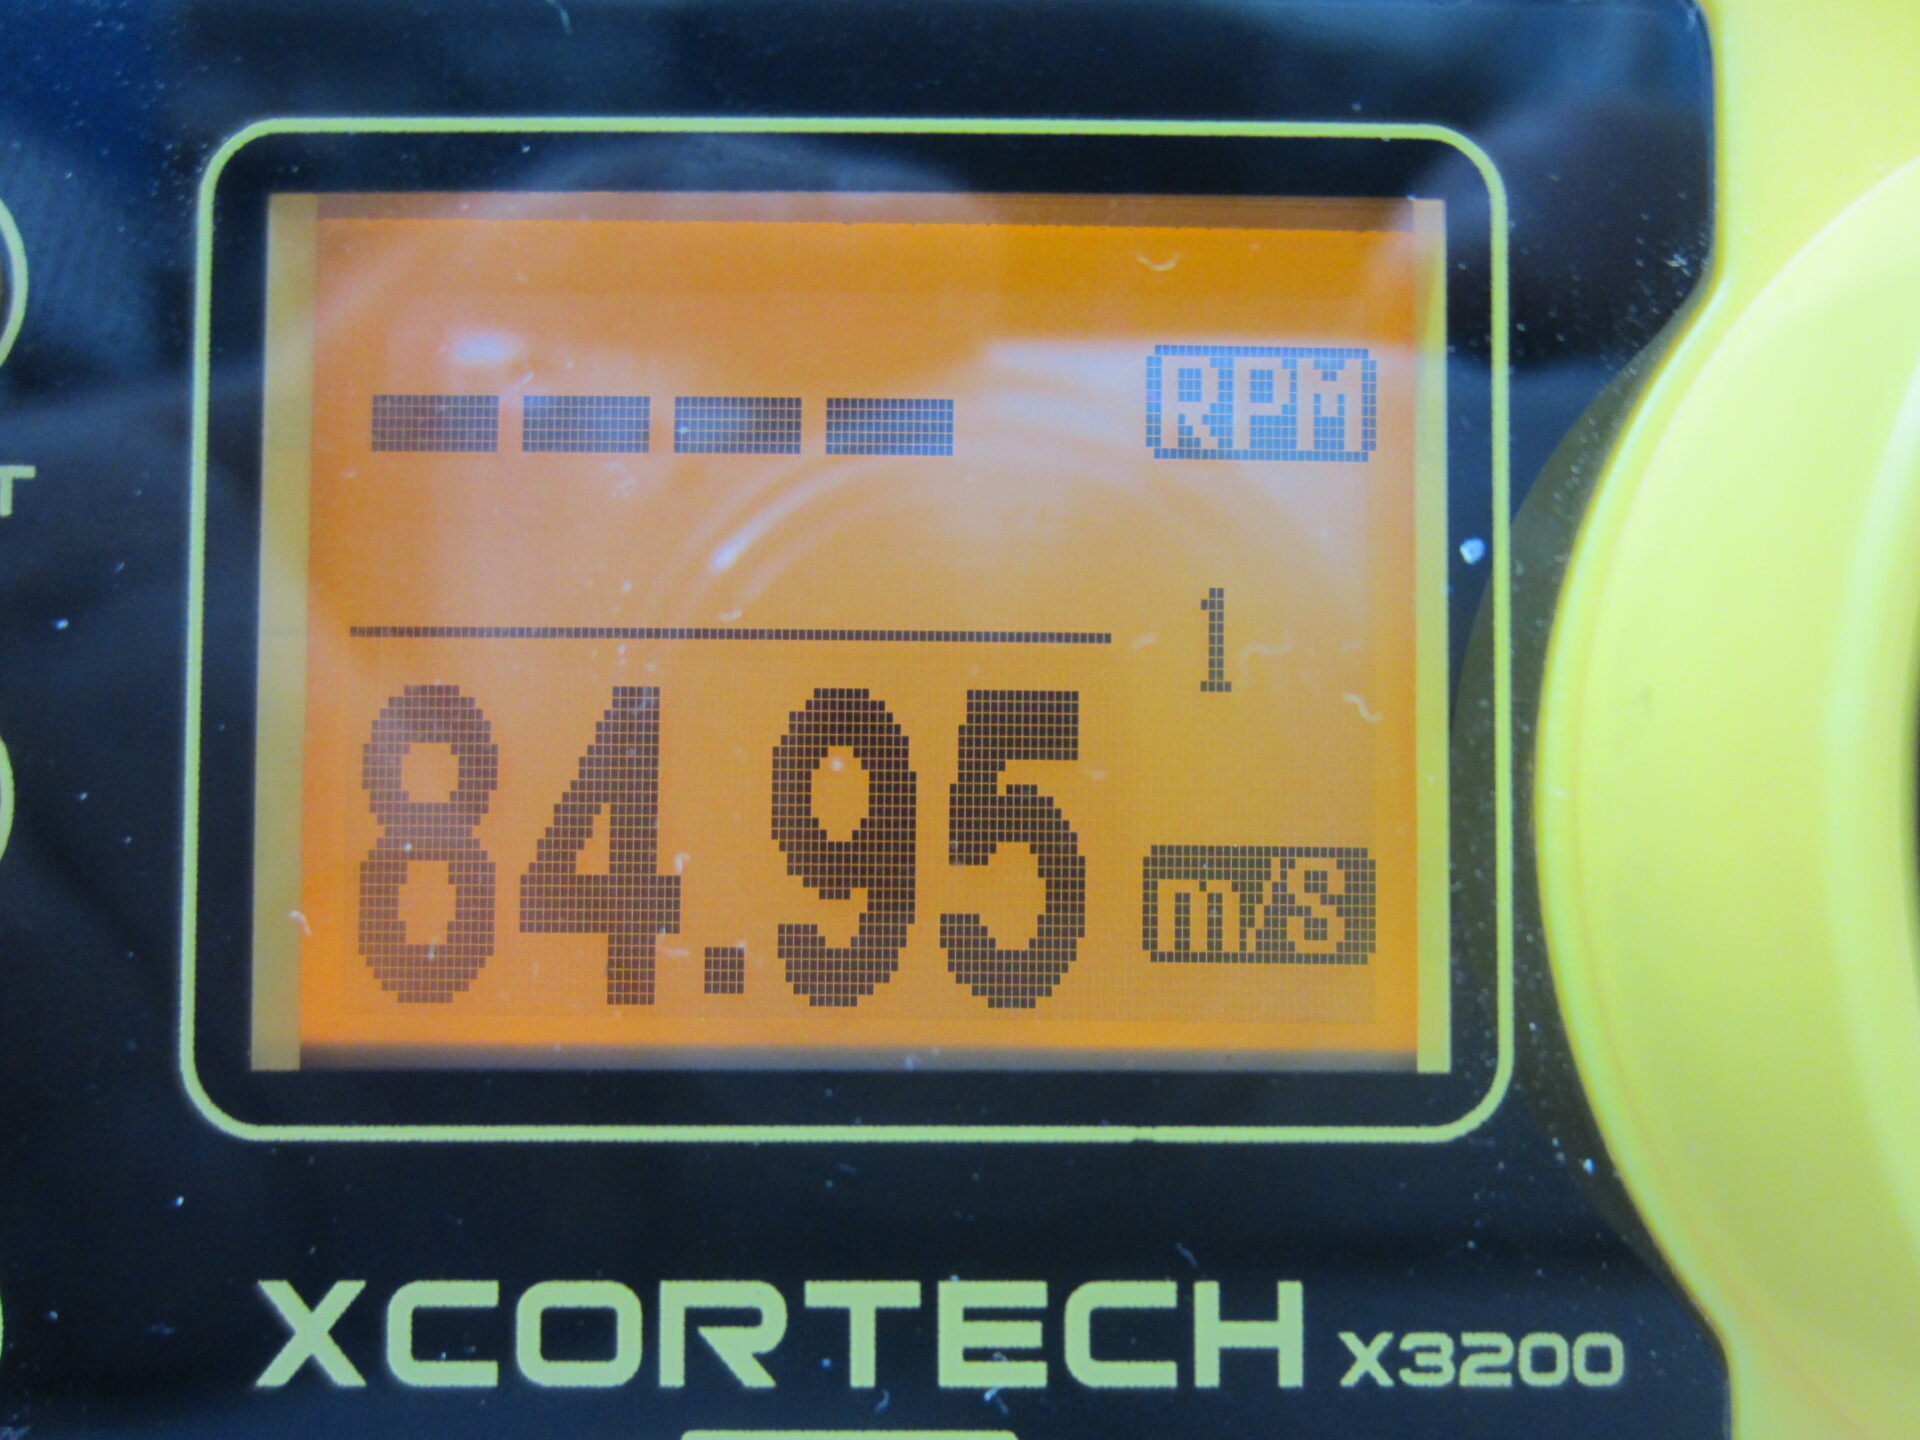 ---- RPM
1
84.95 m/S
XCORTECH X3200
T